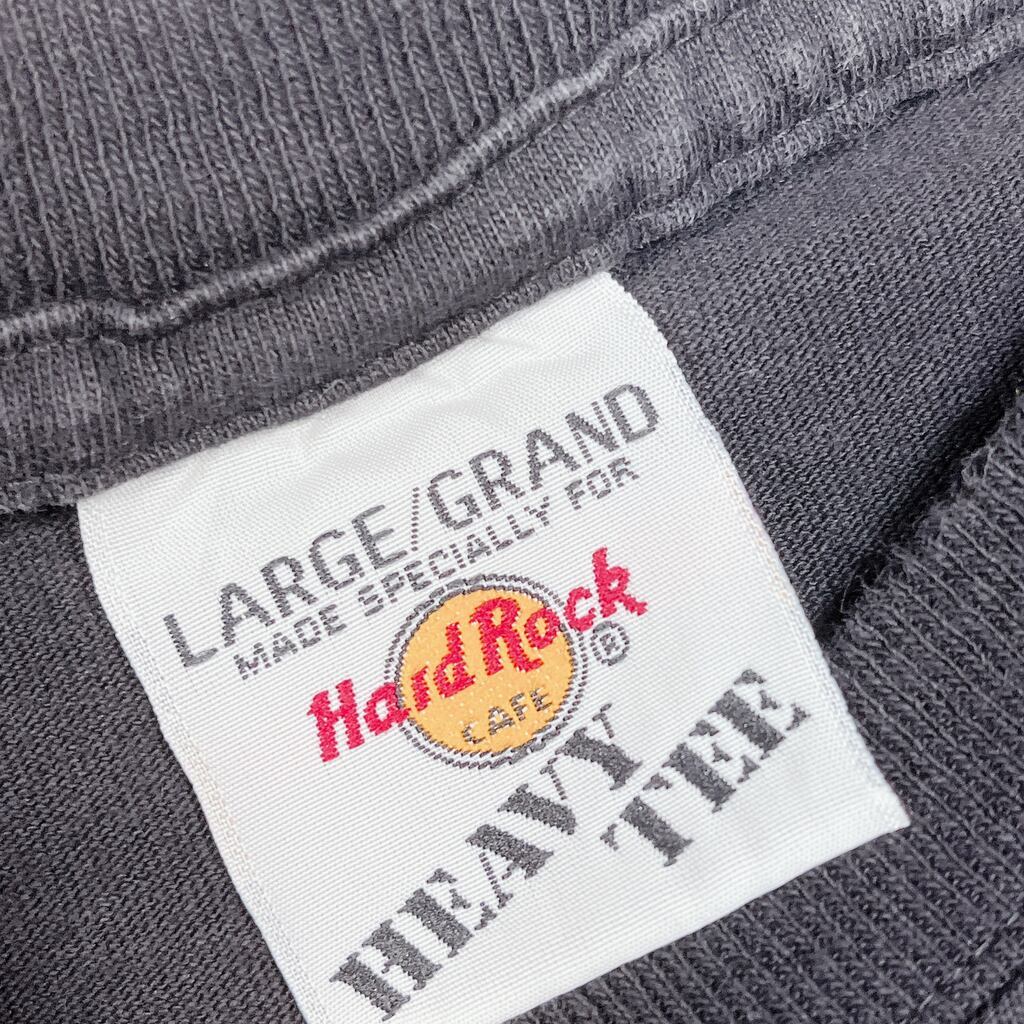 LARGE/GRAND
MADE SPECIALLY FOR
Hard Rock ®
CAFE
HEAVY
TEE